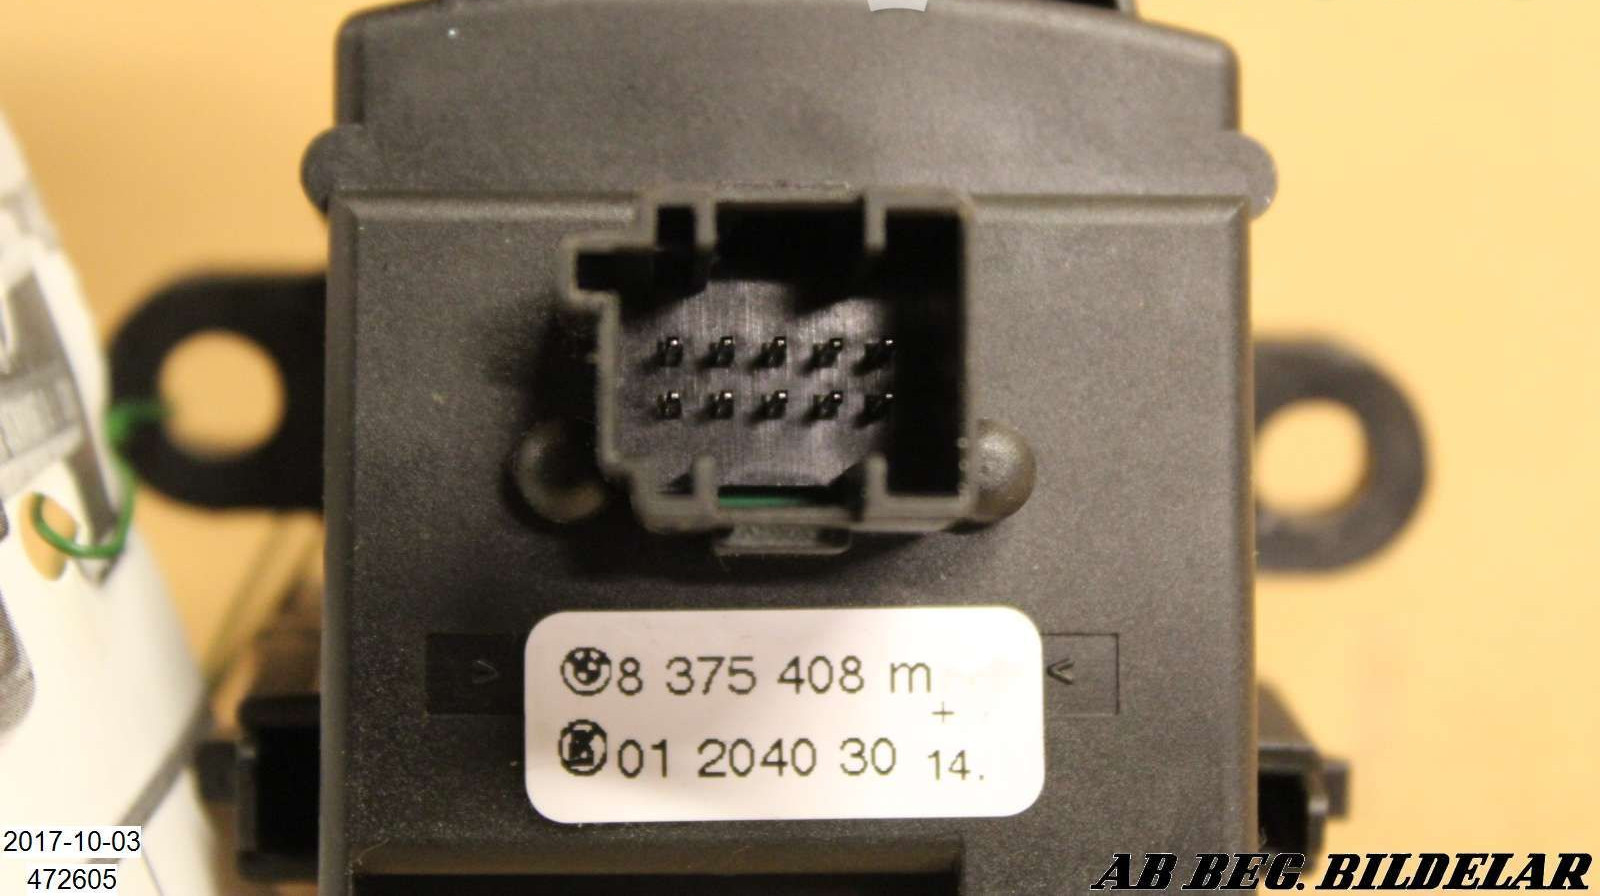 8 375 408 m
+
01 2040 30 14.
> <
2017-10-03
472605
AB BEG. BILDELAR